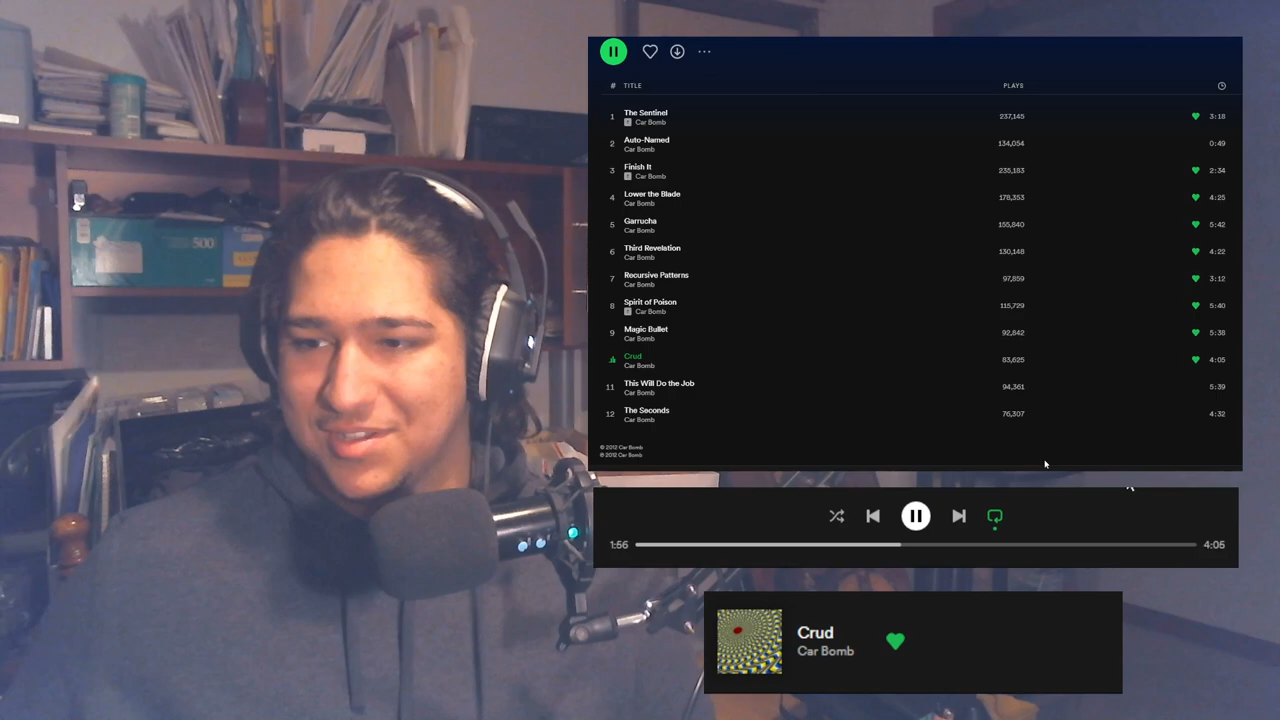 # TITLE PLAYS
1 The Sentinel 237,145 3:18
E Car Bomb
2 Auto-Named 134,054 0:49
Car Bomb
3 Finish It 235,183 2:34
E Car Bomb
4 Lower the Blade 178,353 4:25
Car Bomb
5 Garrucha 155,840 5:42
Car Bomb
6 Third Revelation 130,148 4:22
Car Bomb
7 Recursive Patterns 97,859 3:12
Car Bomb
8 Spirit of Poison 115,729 5:40
E Car Bomb
9 Magic Bullet 92,842 5:38
Car Bomb
Crud 83,625 4:05
Car Bomb
11 This Will Do the Job 94,361 5:39
Car Bomb
12 The Seconds 76,307 4:32
Car Bomb
© 2012 Car Bomb
℗ 2012 Car Bomb
1:56 4:05
Crud
Car Bomb
500